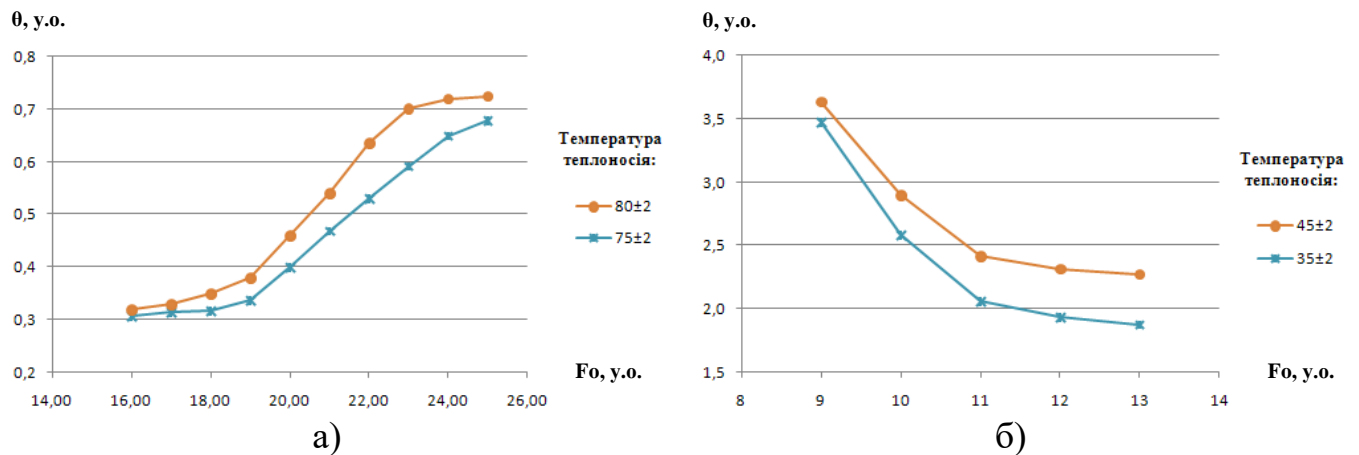 θ, у.о.
0,8
0,7
0,6
0,5
0,4
0,3
0,2
14,00 16,00 18,00 20,00 22,00 24,00 26,00
Fo, у.о.
Температура
теплоносія:
80±2
75±2
а)
θ, у.о.
4,0
3,5
3,0
2,5
2,0
1,5
8 9 10 11 12 13 14
Fo, у.о.
Температура
теплоносія:
45±2
35±2
б)